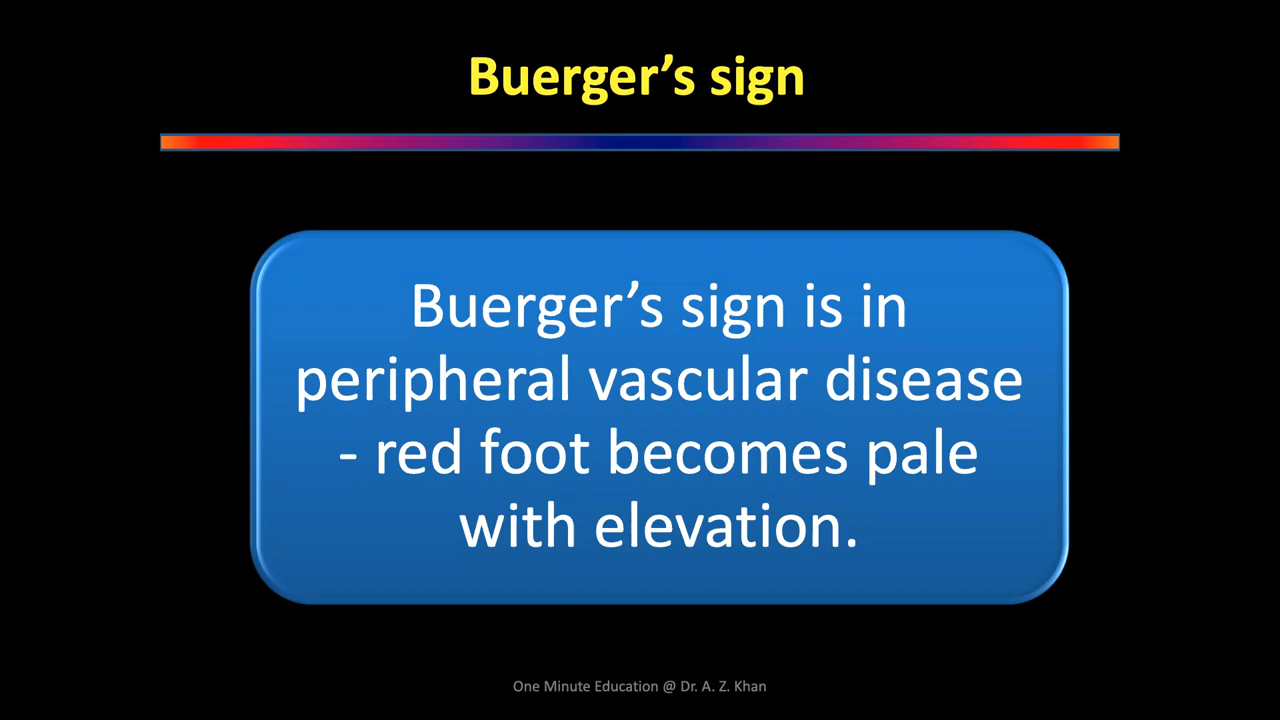 Buerger’s sign
Buerger’s sign is in
peripheral vascular disease
- red foot becomes pale
with elevation.
One Minute Education @ Dr. A. Z. Khan